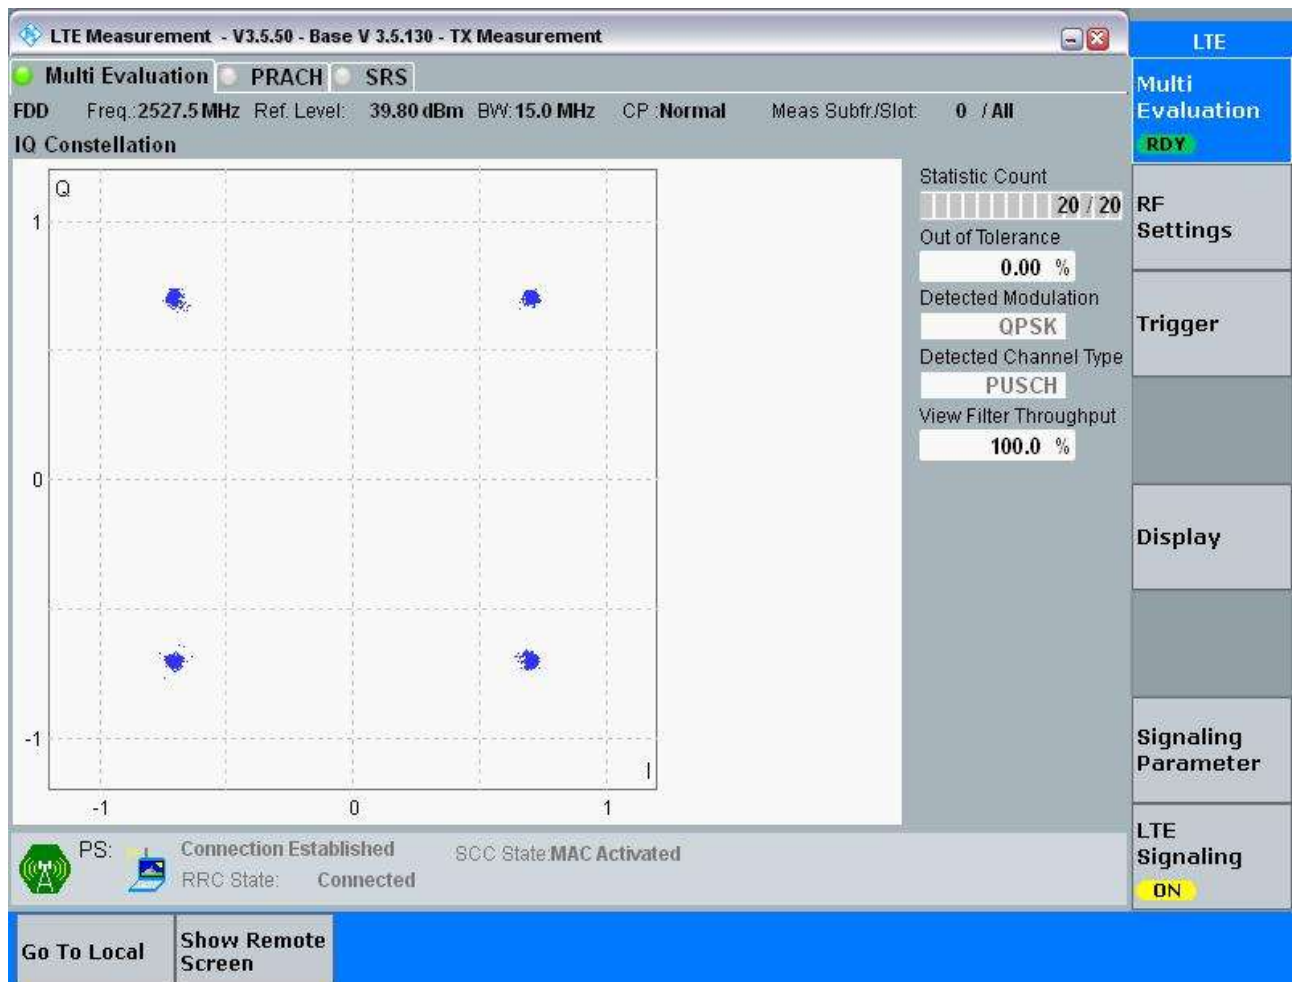 LTE Measurement - V3.5.50 - Base V 3.5.130 - TX Measurement
LTE
Multi Evaluation PRACH SRS
FDD Freq.:2527.5 MHz Ref. Level: 39.80 dBm BW:15.0 MHz CP :Normal Meas Subfr/Slot: 0 / All
IQ Constellation
Q
1
0
-1
I
-1 0 1
Statistic Count
20 / 20
Out of Tolerance
0.00 %
Detected Modulation
QPSK
Detected Channel Type
PUSCH
View Filter Throughput
100.0 %
Multi
Evaluation
RDY
RF
Settings
Trigger
Display
Signaling
Parameter
LTE
Signaling
ON
PS: Connection Established SCC State:MAC Activated
RRC State: Connected
Go To Local
Show Remote
Screen